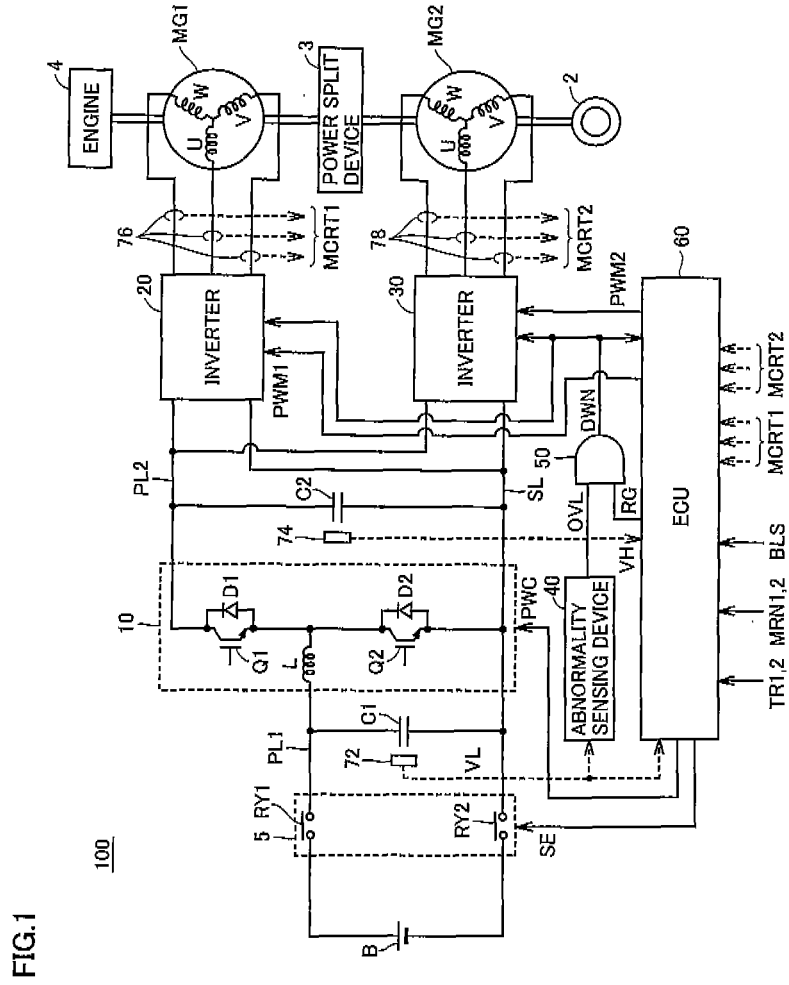 FIG.1
100
B
5
RY1
RY2
SE
PL1
72
C1
VL
10
Q1
D1
L
Q2
D2
PWC
PL2
74
C2
VH
SL
20
INVERTER
PWM1
30
INVERTER
PWM2
76
MCRT1
78
MCRT2
4
ENGINE
MG1
U
V
W
3
POWER SPLIT
DEVICE
MG2
U
V
W
2
40
ABNORMALITY
SENSING DEVICE
OVL
RG
50
DWN
60
ECU
TR1,2
MRN1,2
BLS
MCRT1
MCRT2